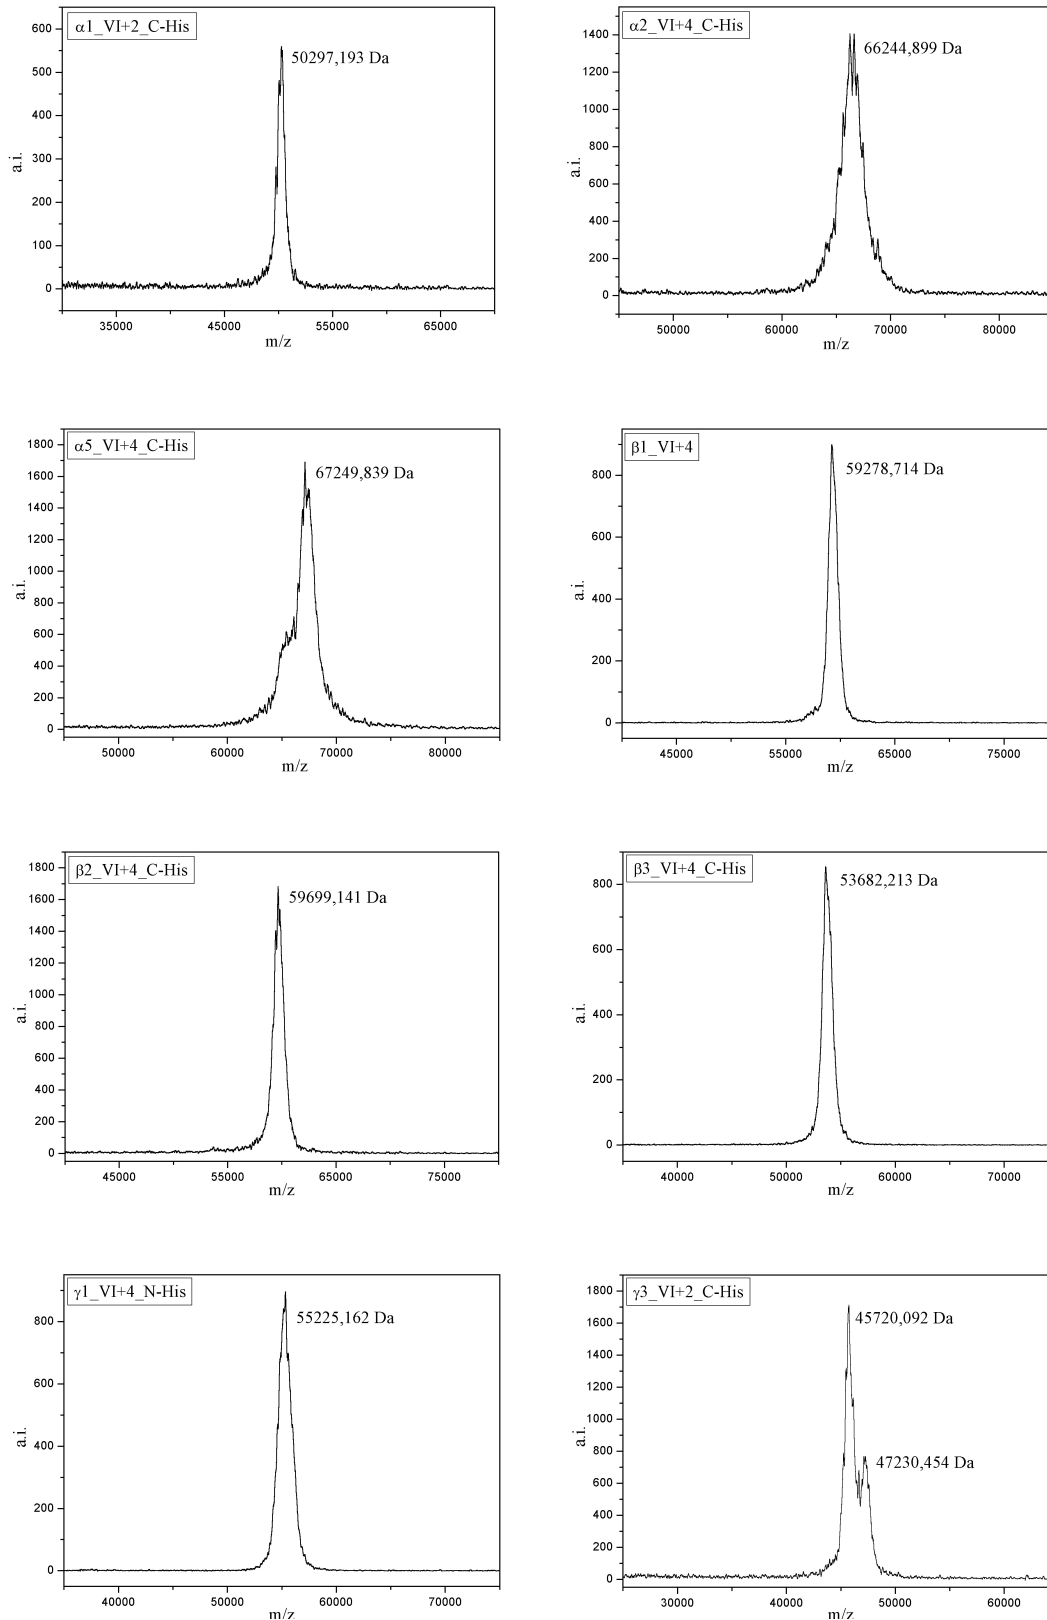 α1_VI+2_C-His
50297,193 Da
600
500
400
300
200
100
0
a.i.
35000 45000 55000 65000
m/z
α2_VI+4_C-His
66244,899 Da
1400
1200
1000
800
600
400
200
0
a.i.
50000 60000 70000 80000
m/z
α5_VI+4_C-His
67249,839 Da
1800
1600
1400
1200
1000
800
600
400
200
0
a.i.
50000 60000 70000 80000
m/z
β1_VI+4
59278,714 Da
800
600
400
200
0
a.i.
45000 55000 65000 75000
m/z
β2_VI+4_C-His
59699,141 Da
1800
1600
1400
1200
1000
800
600
400
200
0
a.i.
45000 55000 65000 75000
m/z
β3_VI+4_C-His
53682,213 Da
800
600
400
200
0
a.i.
40000 50000 60000 70000
m/z
γ1_VI+4_N-His
55225,162 Da
800
600
400
200
0
a.i.
40000 50000 60000 70000
m/z
γ3_VI+2_C-His
45720,092 Da
47230,454 Da
1800
1600
1400
1200
1000
800
600
400
200
0
a.i.
30000 40000 50000 60000
m/z